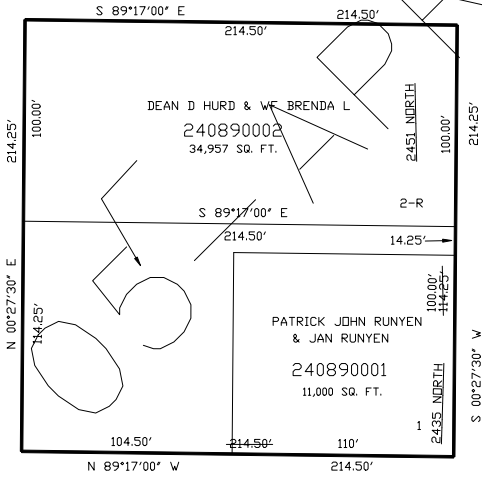 S 89°17'00" E
214.50'
214.50'
DEAN D HURD & WF BRENDA L
240890002
34,957 SQ. FT.
100.00'
214.25'
2451 NORTH
100.00'
214.25'
2-R
S 89°17'00" E
214.50'
14.25'
N 00°27'30" E
114.25'
100.00'
114.25'
PATRICK JOHN RUNYEN
& JAN RUNYEN
240890001
11,000 SQ. FT.
1
2435 NORTH
S 00°27'30" W
104.50'
214.50'
110'
N 89°17'00" W
214.50'